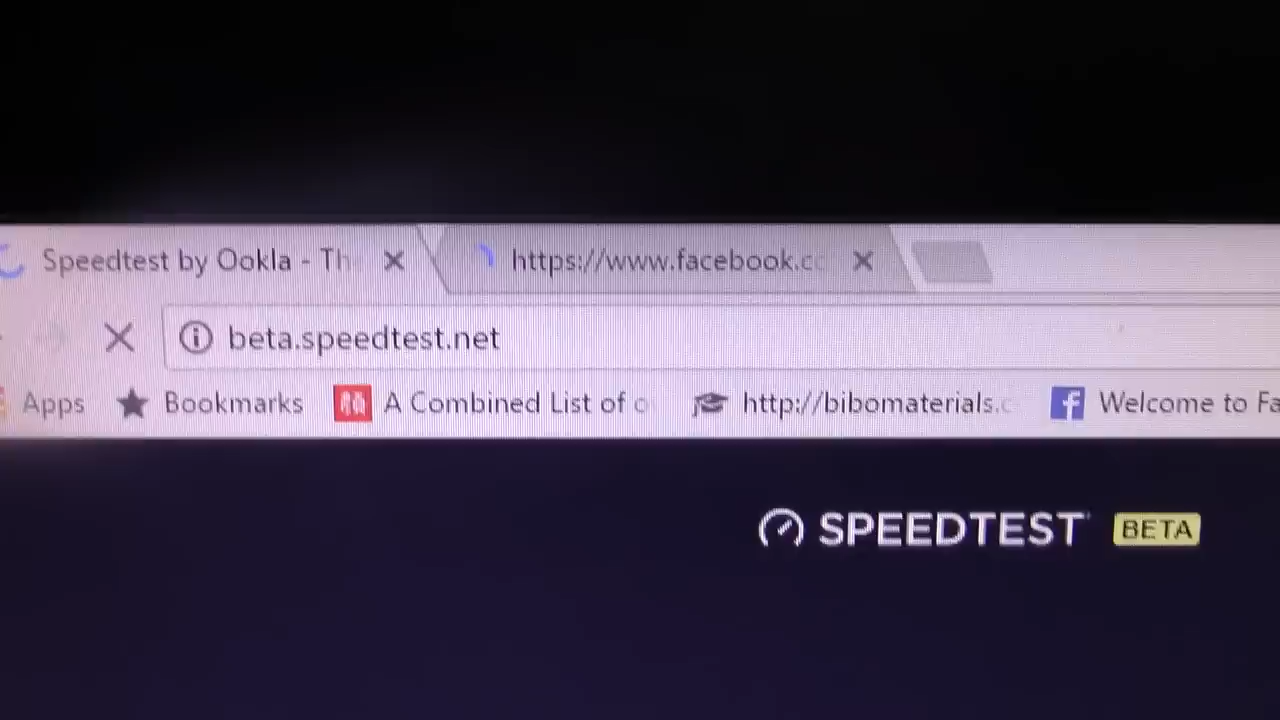 Speedtest by Ookla - Th
https://www.facebook.c
beta.speedtest.net
Apps Bookmarks A Combined List of o http://bibomaterials.c Welcome to Fa
SPEEDTEST BETA